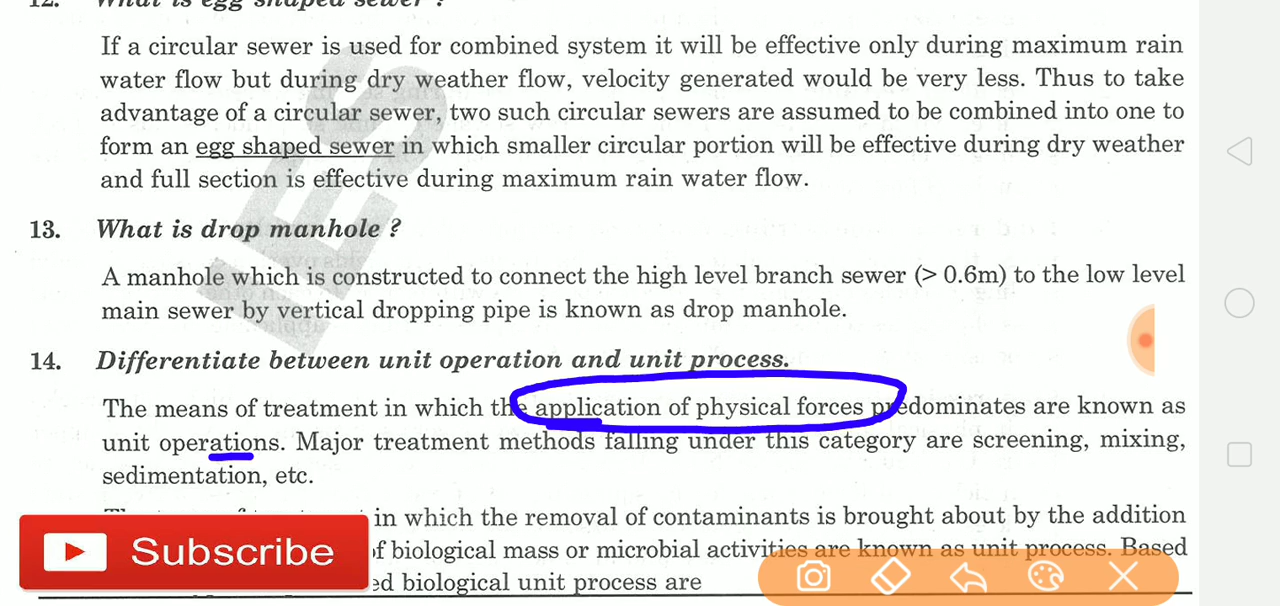 12. What is egg shaped sewer ?
If a circular sewer is used for combined system it will be effective only during maximum rain
water flow but during dry weather flow, velocity generated would be very less. Thus to take
advantage of a circular sewer, two such circular sewers are assumed to be combined into one to
form an egg shaped sewer in which smaller circular portion will be effective during dry weather
and full section is effective during maximum rain water flow.
13. What is drop manhole ?
A manhole which is constructed to connect the high level branch sewer (> 0.6m) to the low level
main sewer by vertical dropping pipe is known as drop manhole.
14. Differentiate between unit operation and unit process.
The means of treatment in which the application of physical forces predominates are known as
unit operations. Major treatment methods falling under this category are screening, mixing,
sedimentation, etc.
in which the removal of contaminants is brought about by the addition
of biological mass or microbial activities are known as unit process. Based
ed biological unit process are
Subscribe
IES